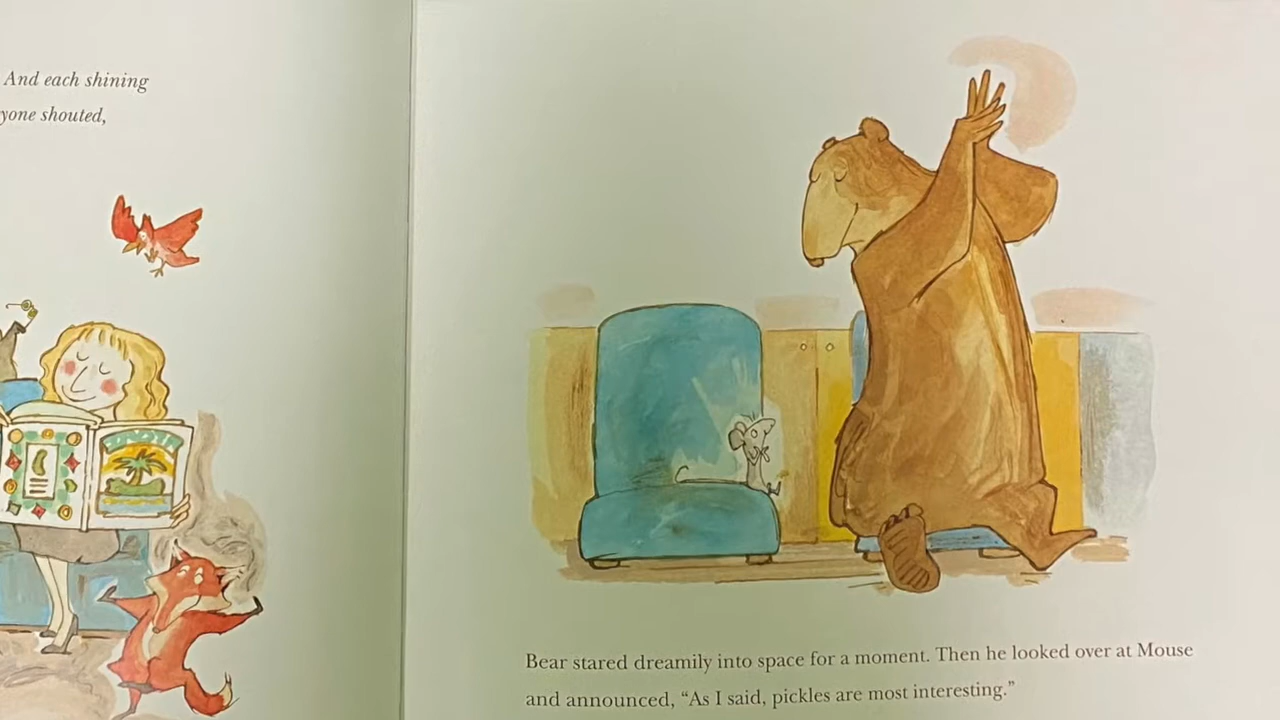 And each shining
yone shouted,
Bear stared dreamily into space for a moment. Then he looked over at Mouse
and announced, “As I said, pickles are most interesting.”